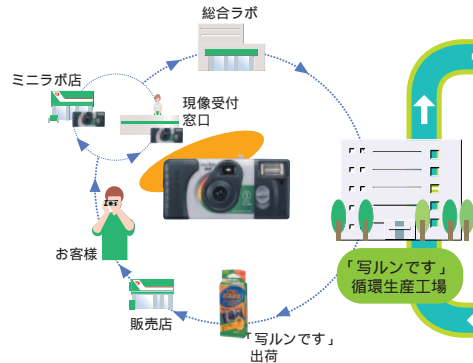 総合ラボ
ミニラボ店
現像受付
窓口
お客様
「写ルンです」
循環生産工場
販売店
「写ルンです」
出荷